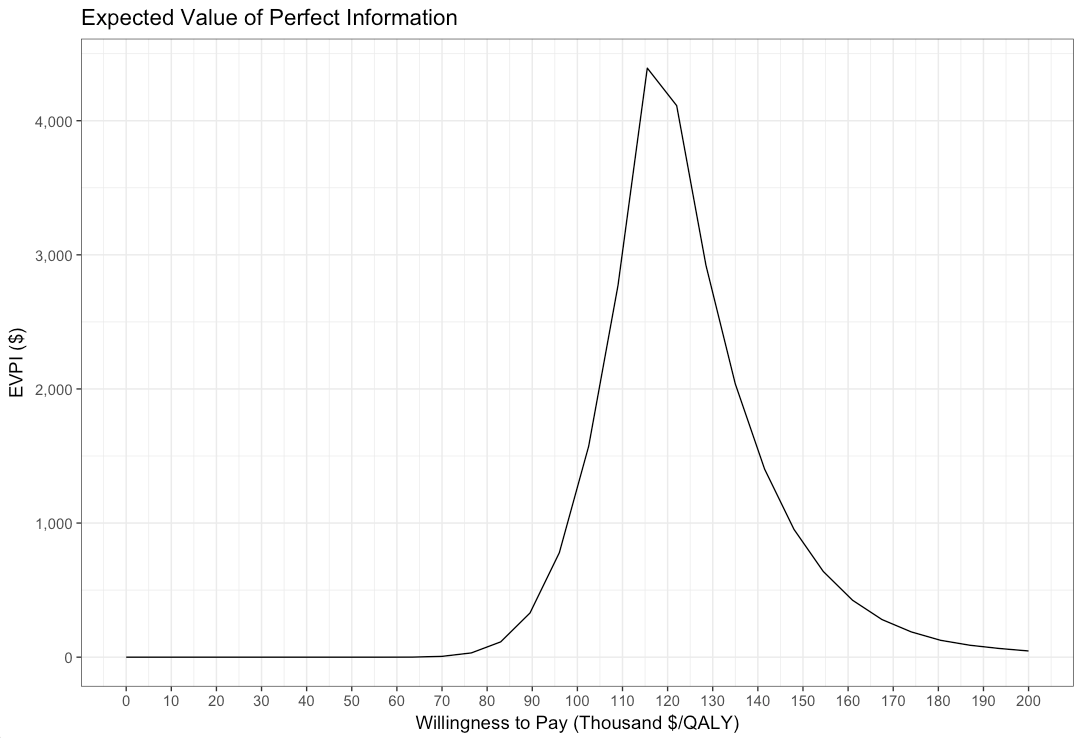 Expected Value of Perfect Information
EVPI ($)
4,000
3,000
2,000
1,000
0
0 10 20 30 40 50 60 70 80 90 100 110 120 130 140 150 160 170 180 190 200
Willingness to Pay (Thousand $/QALY)